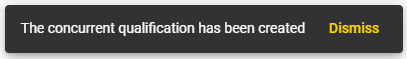 The concurrent qualification has been created Dismiss